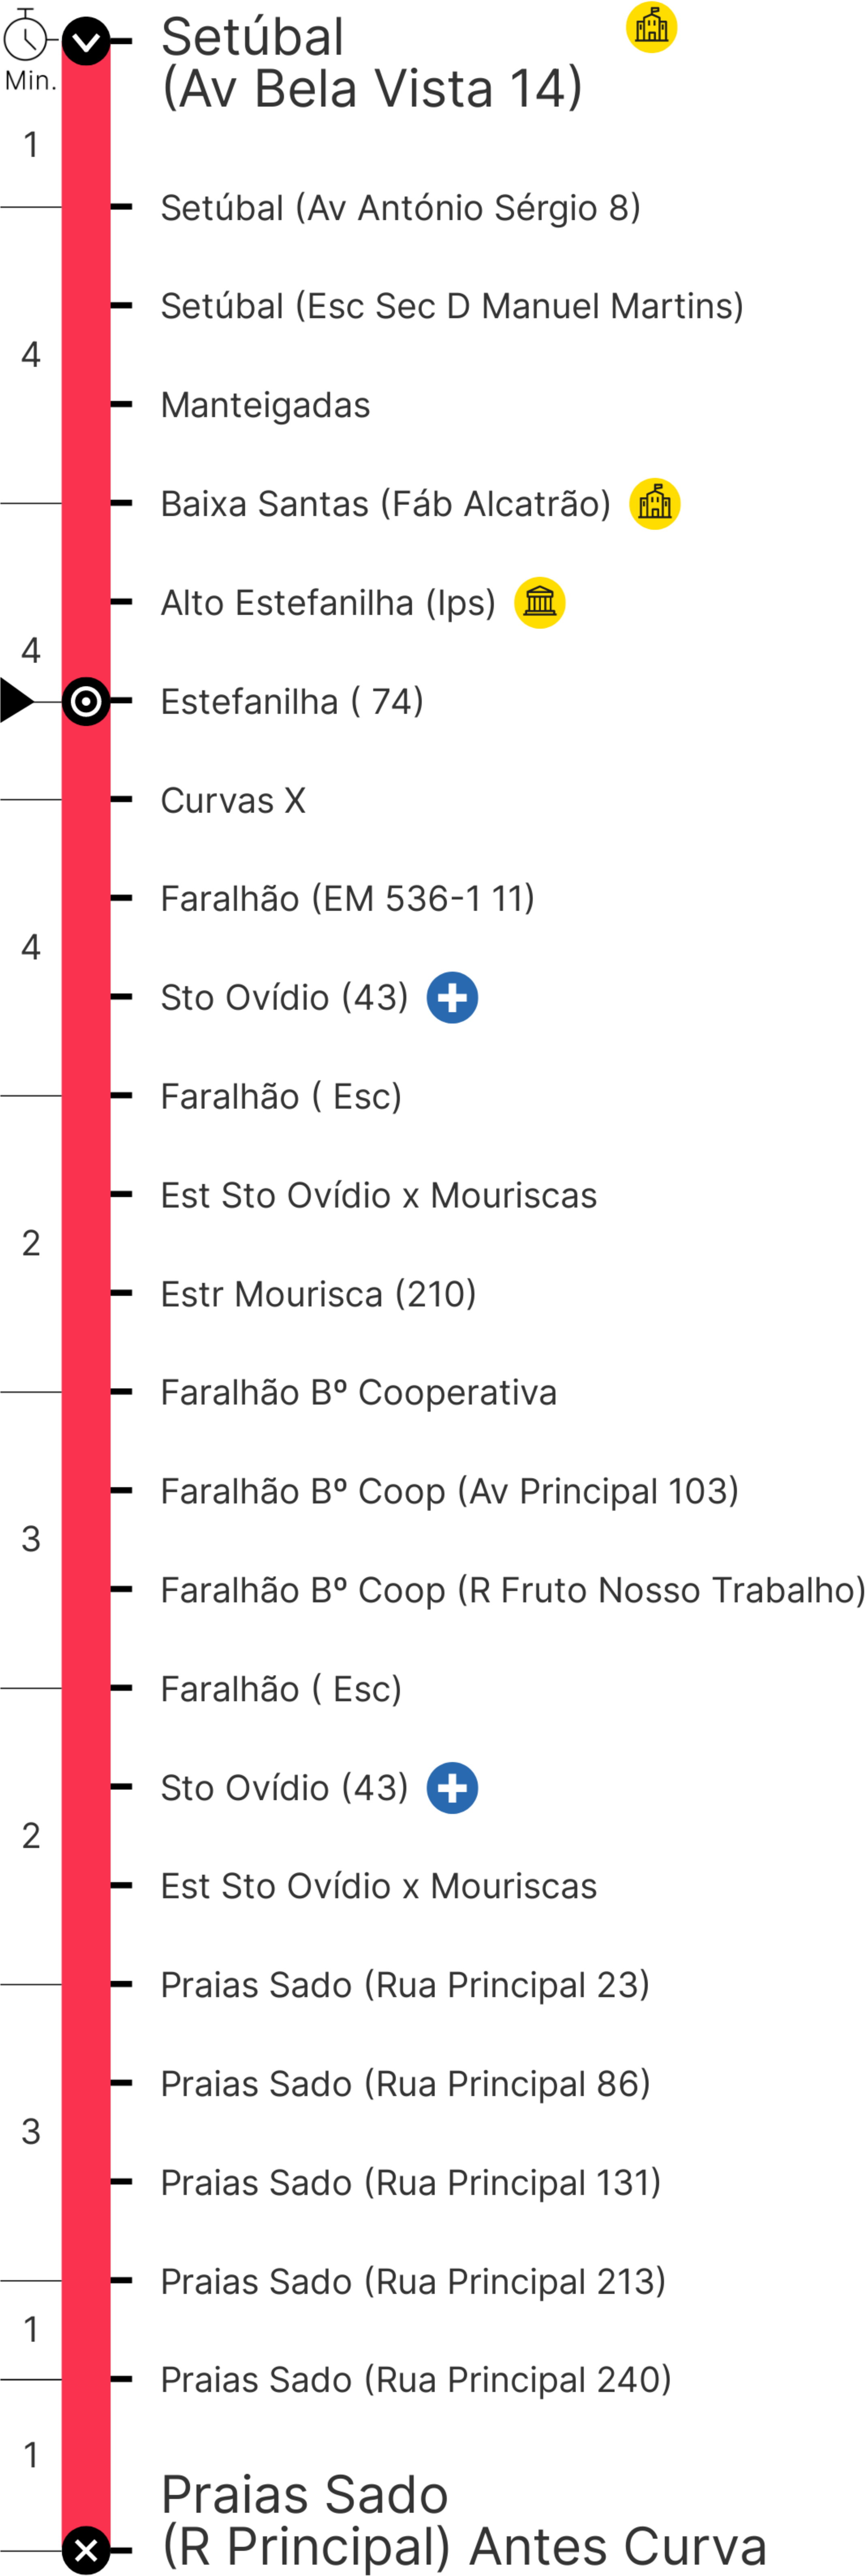 Min.
Setúbal
(Av Bela Vista 14)
1
Setúbal (Av António Sérgio 8)
Setúbal (Esc Sec D Manuel Martins)
4
Manteigadas
Baixa Santas (Fáb Alcatrão)
Alto Estefanilha (Ips)
4
Estefanilha ( 74)
Curvas X
Faralhão (EM 536-1 11)
4
Sto Ovídio (43)
Faralhão ( Esc)
Est Sto Ovídio x Mouriscas
2
Estr Mourisca (210)
Faralhão Bº Cooperativa
Faralhão Bº Coop (Av Principal 103)
3
Faralhão Bº Coop (R Fruto Nosso Trabalho)
Faralhão ( Esc)
Sto Ovídio (43)
2
Est Sto Ovídio x Mouriscas
Praias Sado (Rua Principal 23)
Praias Sado (Rua Principal 86)
3
Praias Sado (Rua Principal 131)
Praias Sado (Rua Principal 213)
1
Praias Sado (Rua Principal 240)
1
Praias Sado
(R Principal) Antes Curva